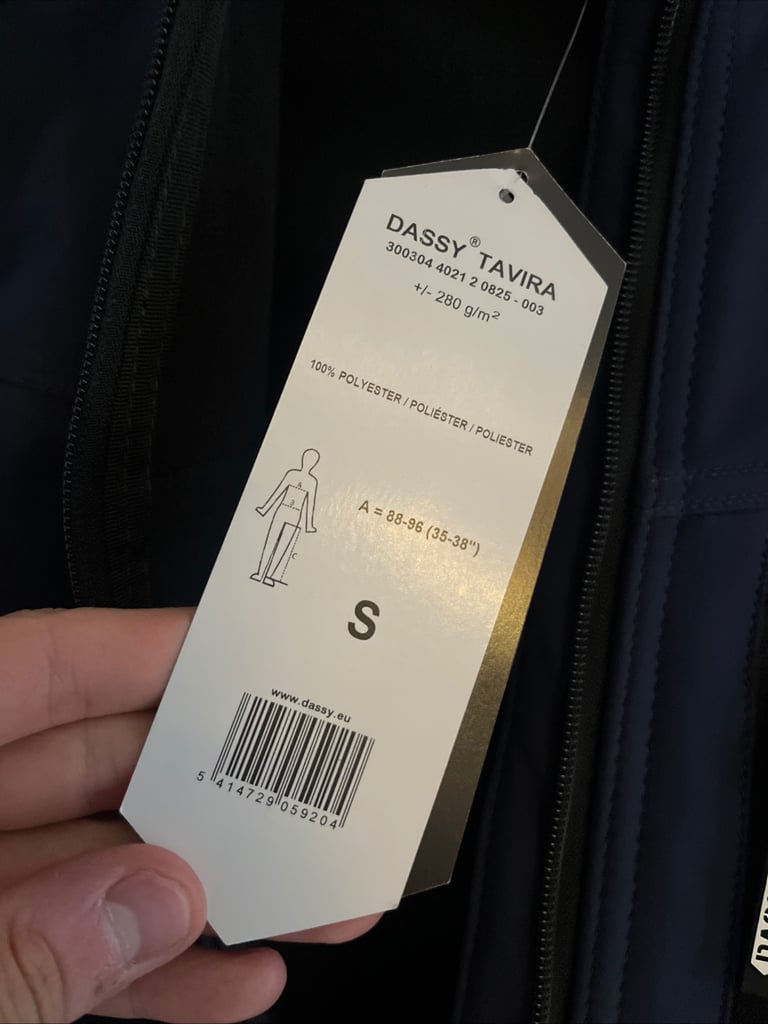 DASSY® TAVIRA
300304 4021 2 0825 - 003
+/- 280 g/m²
100% POLYESTER / POLIÉSTER / POLIESTER
A
B
C
A = 88-96 (35-38")
S
www.dassy.eu
5 414729 059204